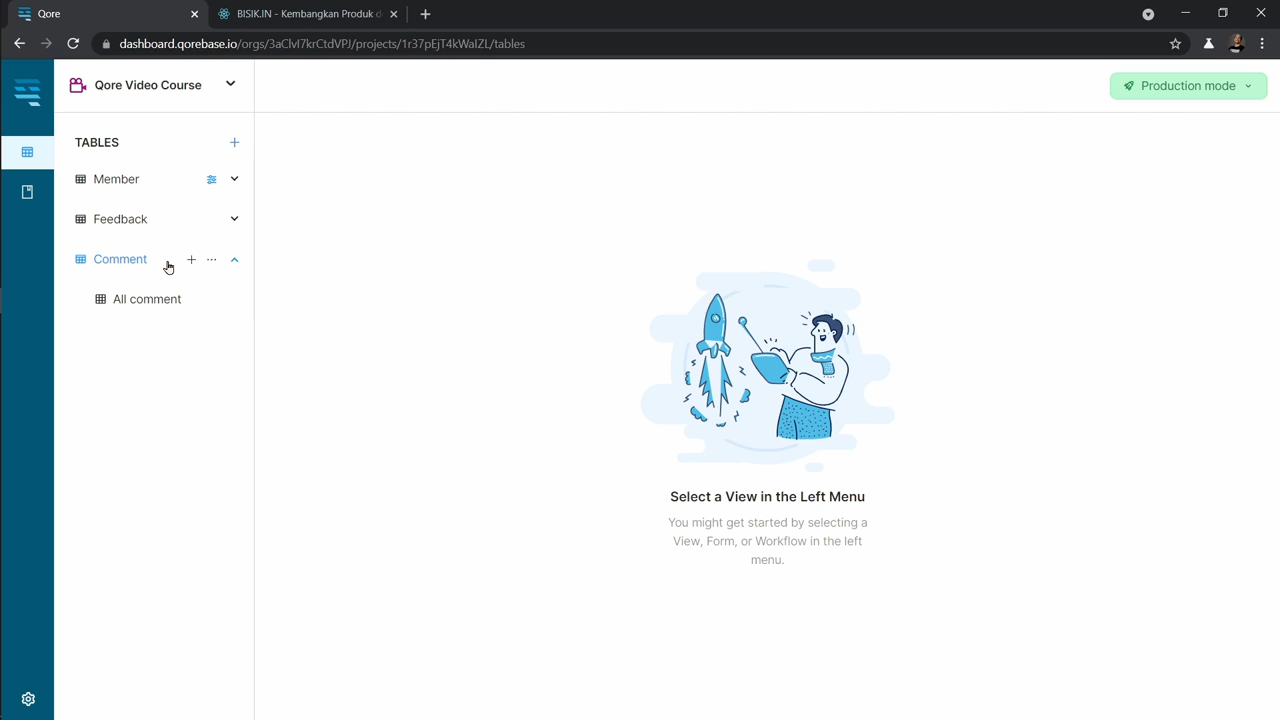 Qore
BISIK.IN - Kembangkan Produk d
dashboard.qorebase.io/orgs/3aClvI7krCtdVPJ/projects/1r37pEjT4kWaIZL/tables
Qore Video Course
Production mode
TABLES
Member
Feedback
Comment
All comment
Select a View in the Left Menu
You might get started by selecting a
View, Form, or Workflow in the left
menu.